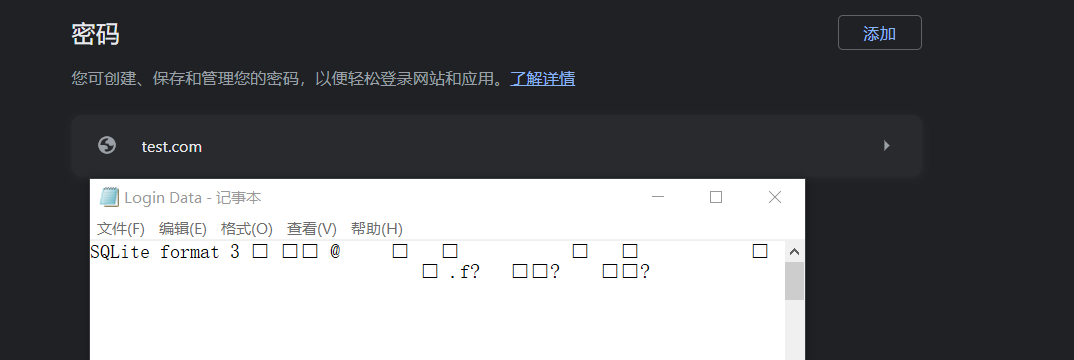 密码
添加
您可创建、保存和管理您的密码，以便轻松登录网站和应用。了解详情
test.com
Login Data - 记事本
文件(F) 编辑(E) 格式(O) 查看(V) 帮助(H)
SQLite format 3 □ □□ @ □ □ □ □ □
□ .f? □□? □□?